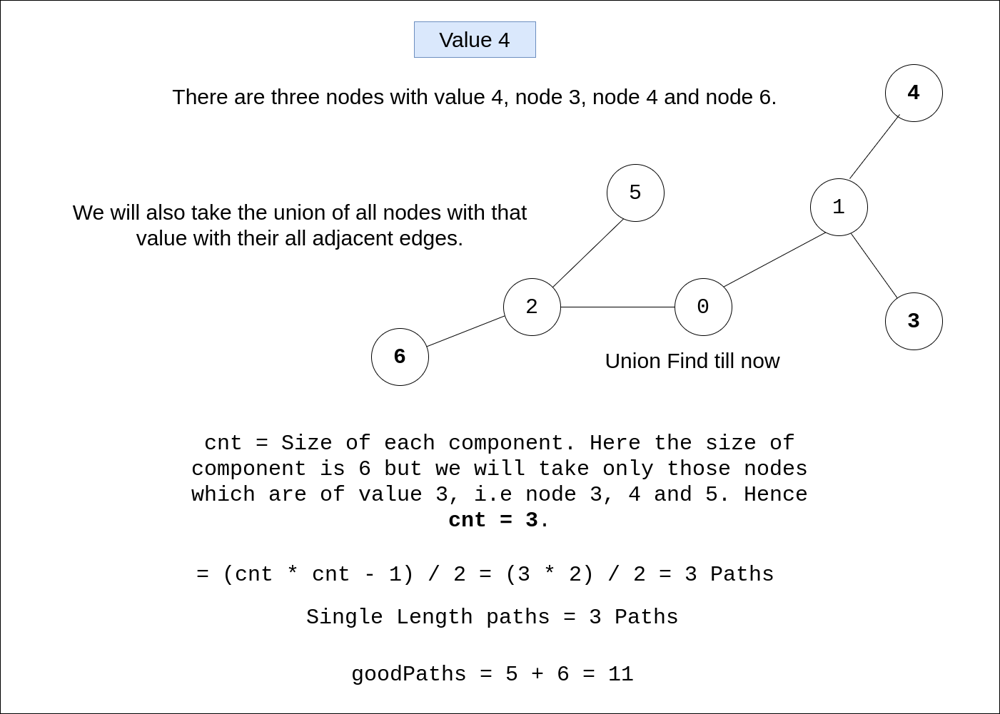 Value 4
There are three nodes with value 4, node 3, node 4 and node 6.
4
5
1
We will also take the union of all nodes with that
value with their all adjacent edges.
2
0
3
6
Union Find till now
cnt = Size of each component. Here the size of
component is 6 but we will take only those nodes
which are of value 3, i.e node 3, 4 and 5. Hence
cnt = 3.
= (cnt * cnt - 1) / 2 = (3 * 2) / 2 = 3 Paths
Single Length paths = 3 Paths
goodPaths = 5 + 6 = 11